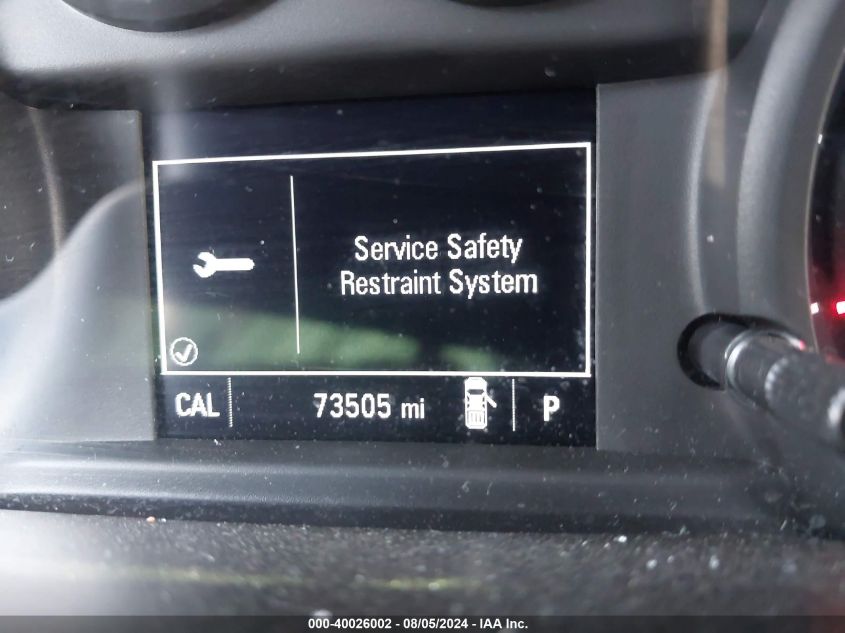 Service Safety
Restraint System
CAL 73505 mi P
000-40026002 - 08/05/2024 - IAA Inc.